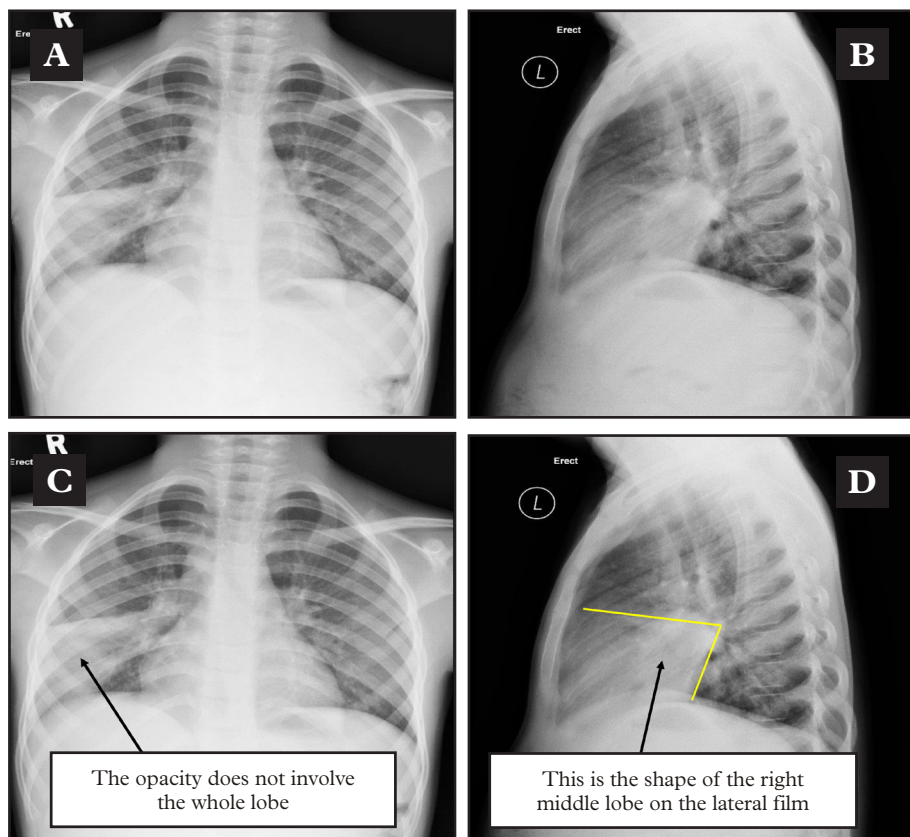 R
Ere
A
Erect
L
B
R
Erect
C
Erect
L
D
The opacity does not involve
the whole lobe
This is the shape of the right
middle lobe on the lateral film